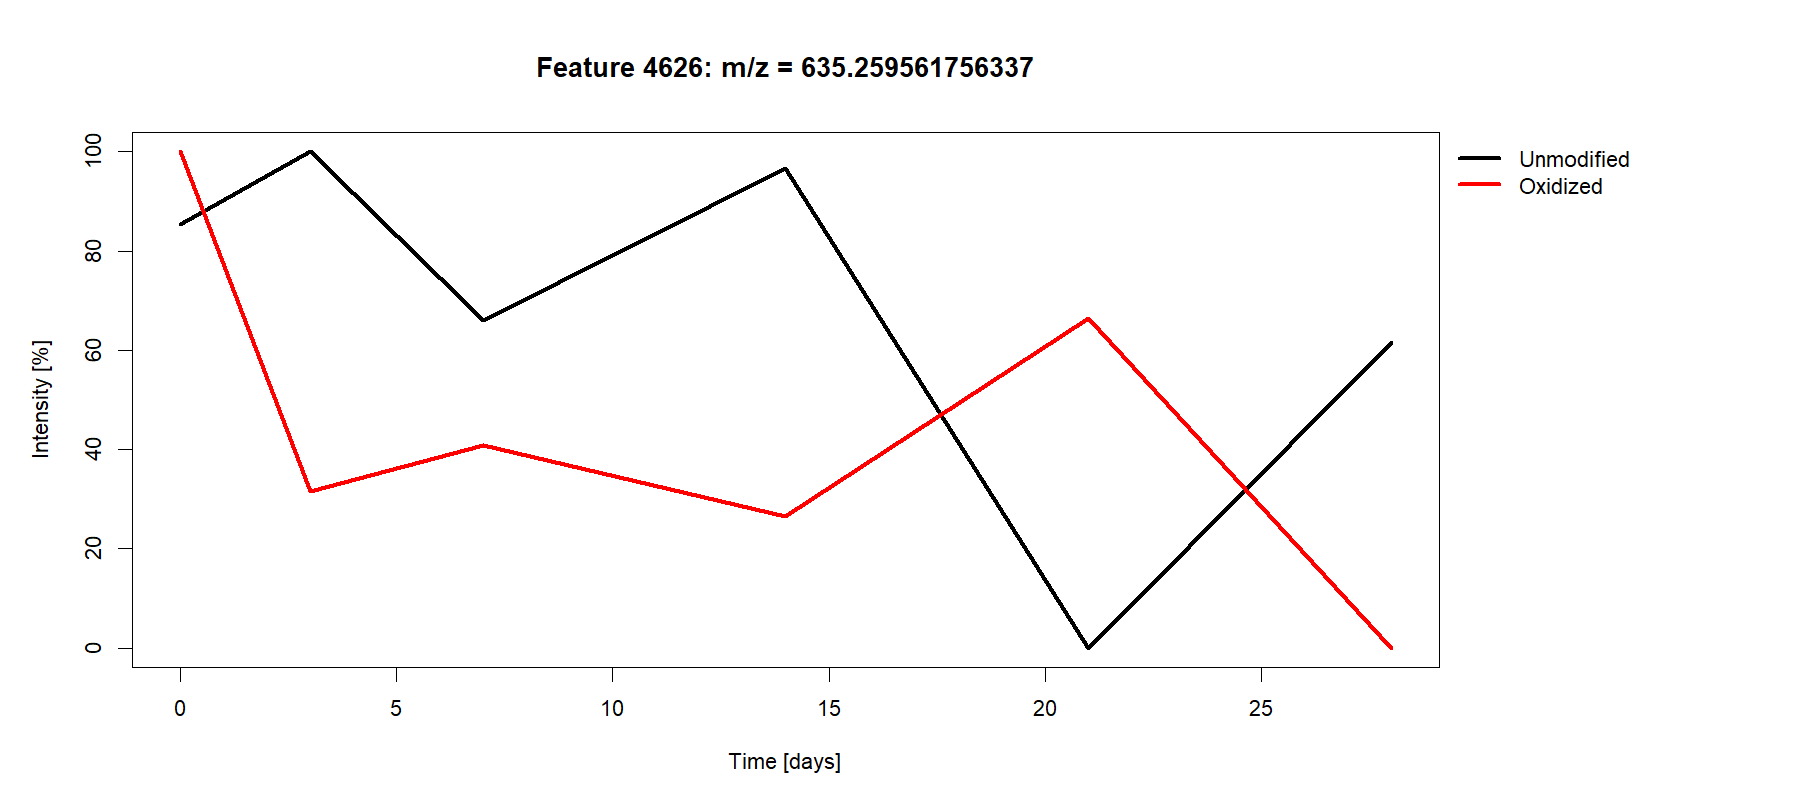 Feature 4626: m/z = 635.259561756337
Unmodified
Oxidized
Intensity [%]
100
80
60
40
20
0
0 5 10 15 20 25
Time [days]